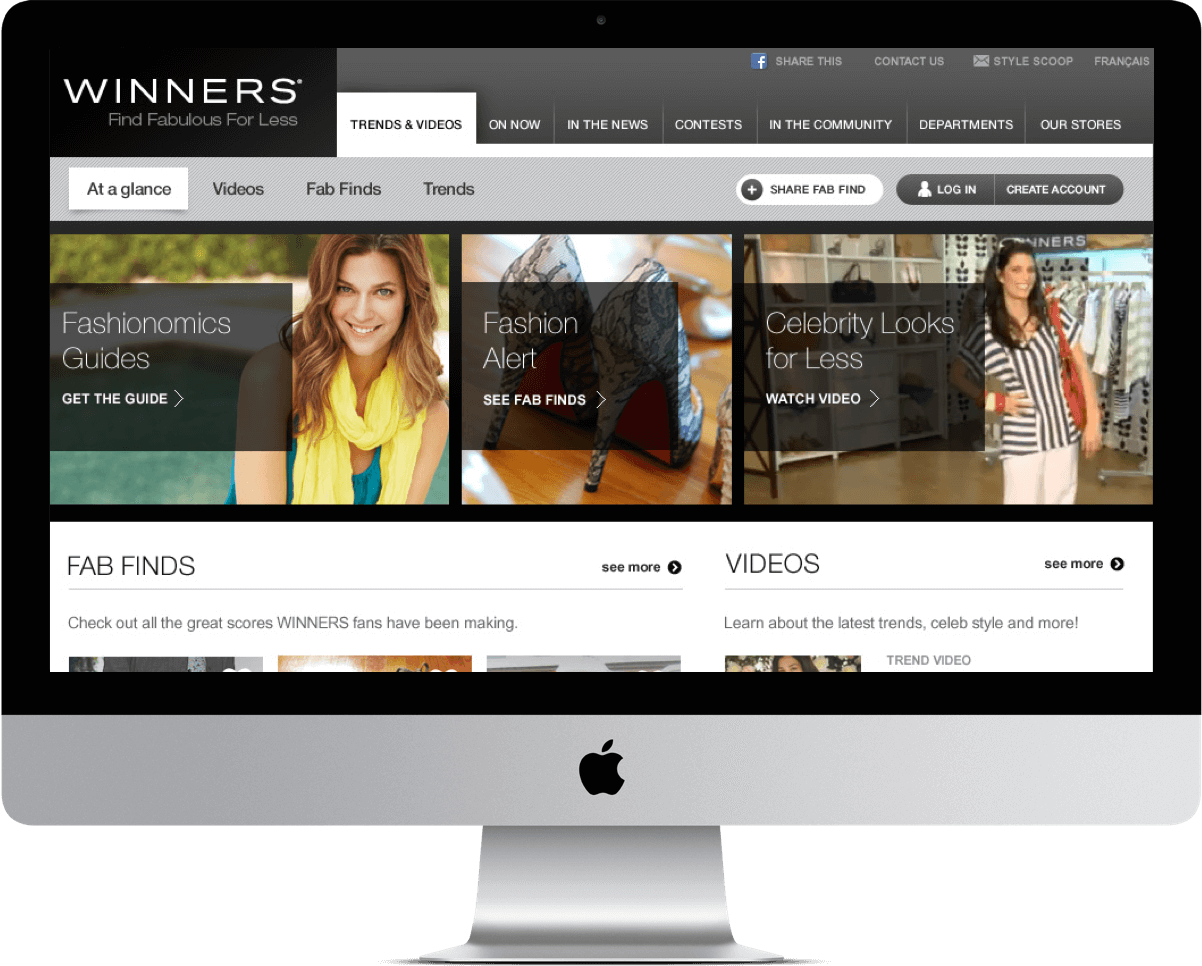 SHARE THIS
CONTACT US
STYLE SCOOP
FRANÇAIS
WINNERS®
Find Fabulous For Less
TRENDS & VIDEOS
ON NOW
IN THE NEWS
CONTESTS
IN THE COMMUNITY
DEPARTMENTS
OUR STORES
At a glance
Videos
Fab Finds
Trends
SHARE FAB FIND
LOG IN
CREATE ACCOUNT
Fashionomics
Guides
GET THE GUIDE
Fashion
Alert
SEE FAB FINDS
WINNERS
Celebrity Looks
for Less
WATCH VIDEO
FAB FINDS
see more
Check out all the great scores WINNERS fans have been making.
VIDEOS
see more
Learn about the latest trends, celeb style and more!
TREND VIDEO